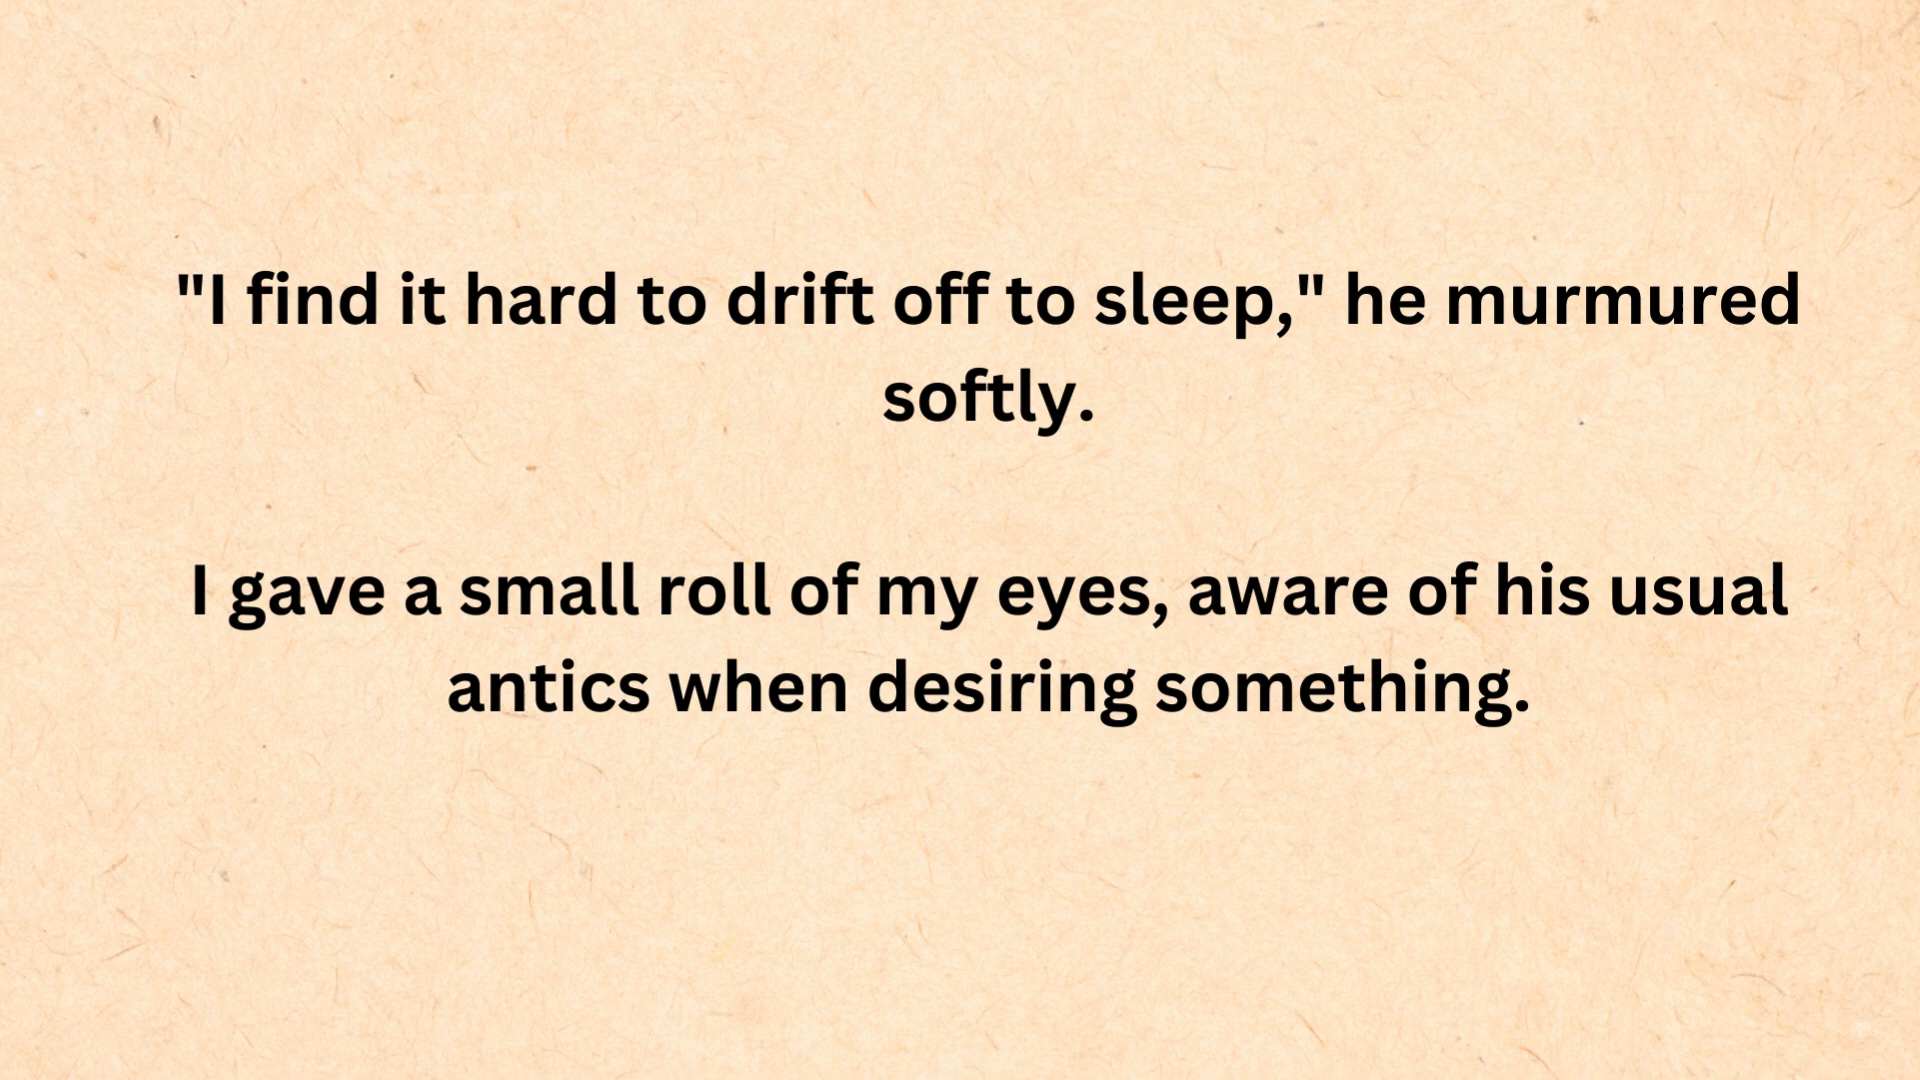 "I find it hard to drift off to sleep," he murmured
softly.
I gave a small roll of my eyes, aware of his usual
antics when desiring something.